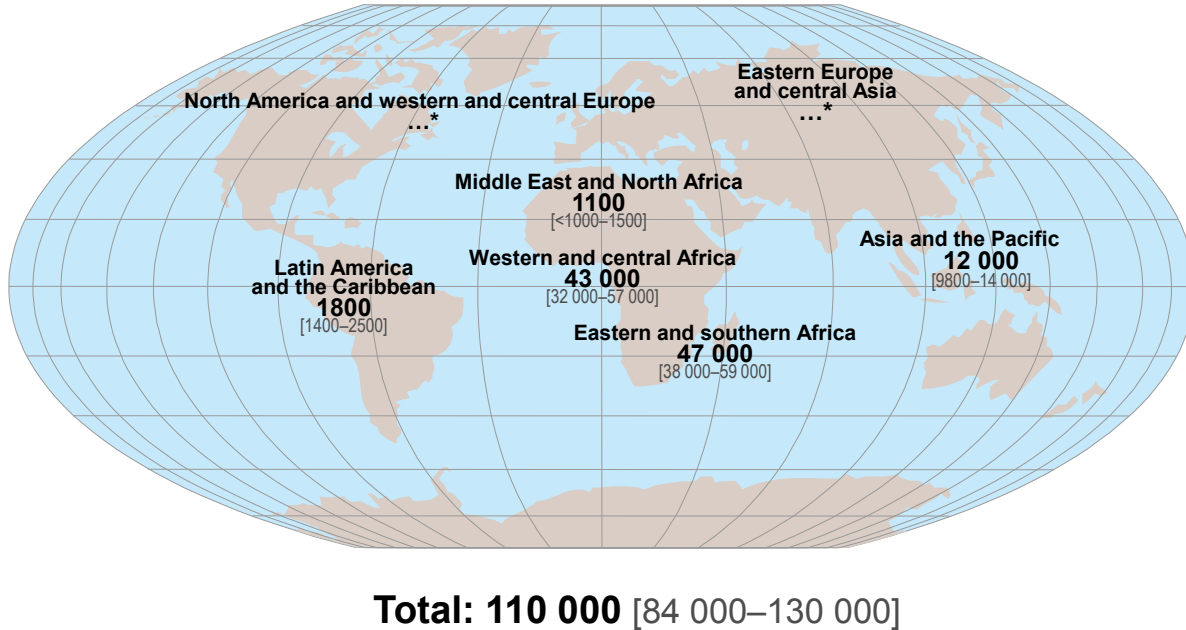 North America and western and central Europe
...*
Eastern Europe
and central Asia
...*
Middle East and North Africa
1100
[<1000–1500]
Western and central Africa
43 000
[32 000–57 000]
Asia and the Pacific
12 000
[9800–14 000]
Latin America
and the Caribbean
1800
[1400–2500]
Eastern and southern Africa
47 000
[38 000–59 000]
Total: 110 000 [84 000–130 000]